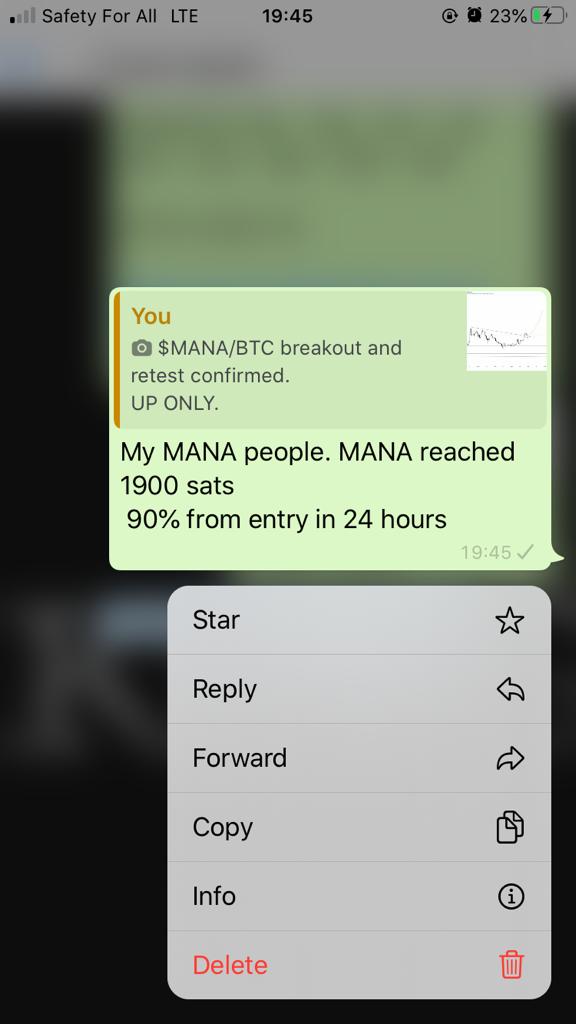 Safety For All LTE 19:45 23%
You
$MANA/BTC breakout and
retest confirmed.
UP ONLY.
My MANA people. MANA reached
1900 sats
90% from entry in 24 hours
19:45
Star
Reply
Forward
Copy
Info
Delete